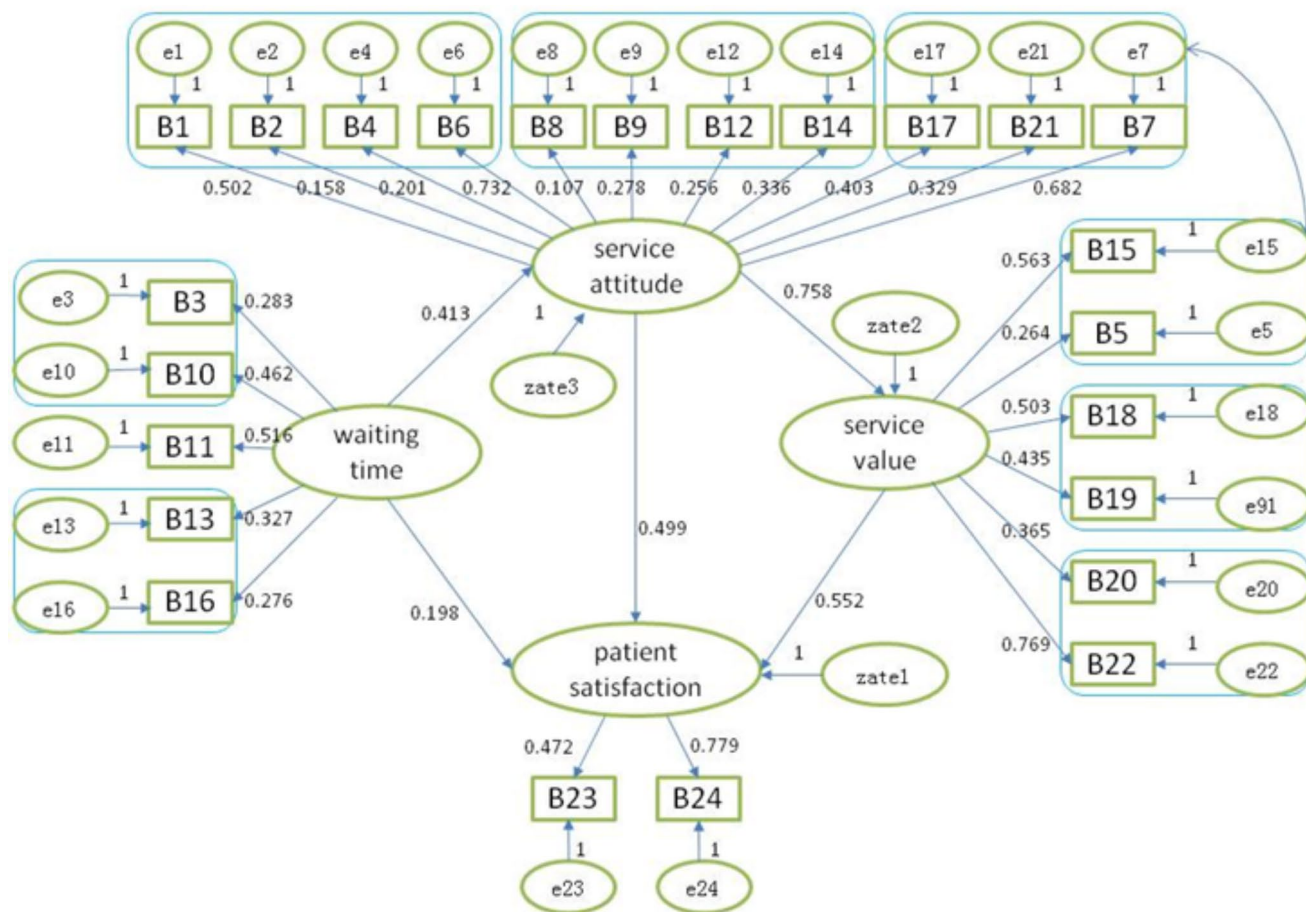 e1 e2 e4 e6 e8 e9 e12 e14 e17 e21 e7
1 1 1 1 1 1 1 1 1 1 1
B1 B2 B4 B6 B8 B9 B12 B14 B17 B21 B7
0.502 0.158 0.201 0.732 0.107 0.278 0.256 0.336 0.403 0.329 0.682
service
attitude
e3 1 B3 0.283
e10 1 B10 0.462
e11 1 B11 0.516
e13 1 B13 0.327
e16 1 B16 0.276
waiting
time
0.413
1
zate3
0.758
zate2
1
service
value
0.563 B15 1 e15
0.264 B5 1 e5
0.503 B18 1 e18
0.435 B19 1 e91
0.365 B20 1 e20
0.769 B22 1 e22
0.499
0.198
0.552
patient
satisfaction
1
zate1
0.472 0.779
B23 B24
1 1
e23 e24